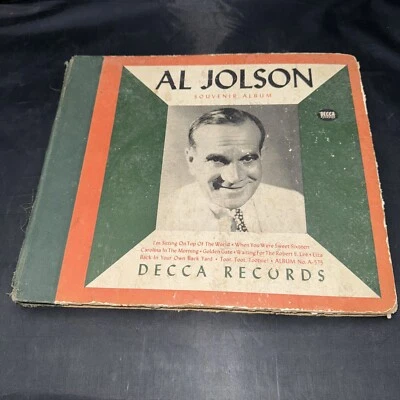 AL JOLSON
SOUVENIR ALBUM
DECCA
I'm Sitting On Top Of The World • When You Were Sweet Sixteen
Carolina In The Morning • Golden Gate • Waiting For The Robert E. Lee • Liza
Back In Your Own Back Yard • Toot, Toot, Tootsie! • ALBUM No. A-575
DECCA RECORDS